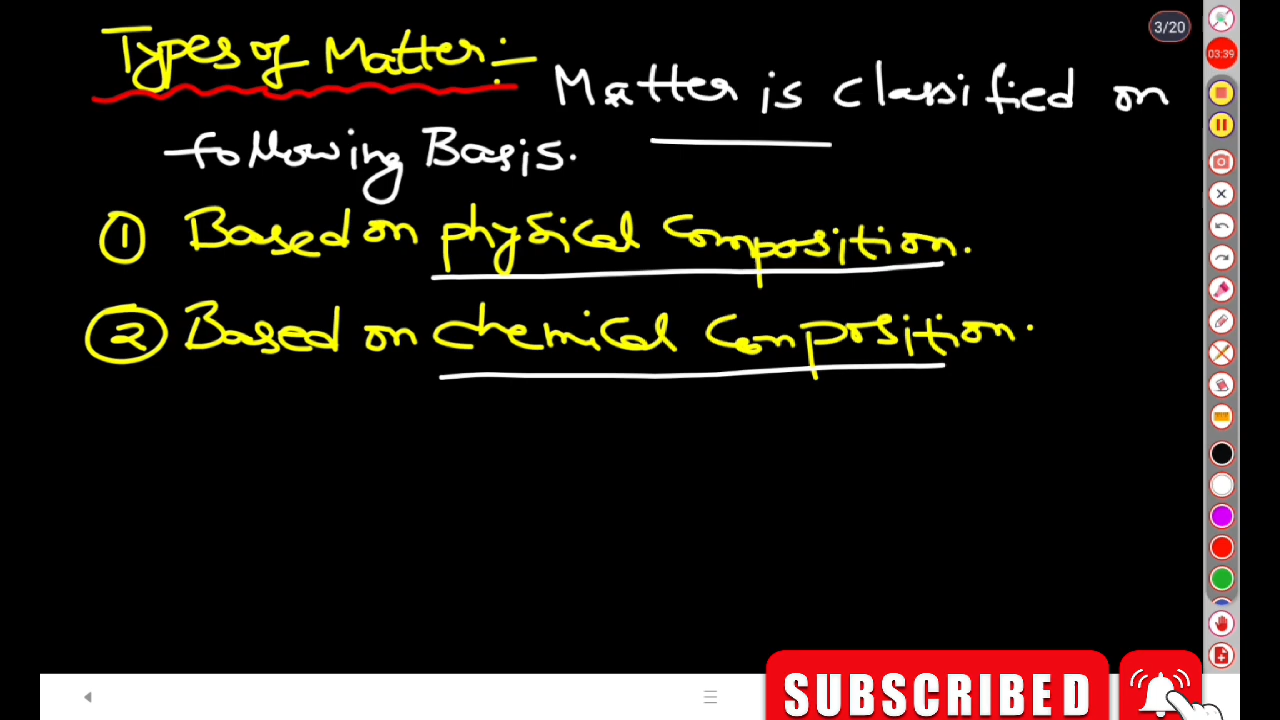 Types of Matter:-
Matter is classified on
following Basis.
① Based on physical composition.
② Based on chemical composition.
3/20
03:39
SUBSCRIBED